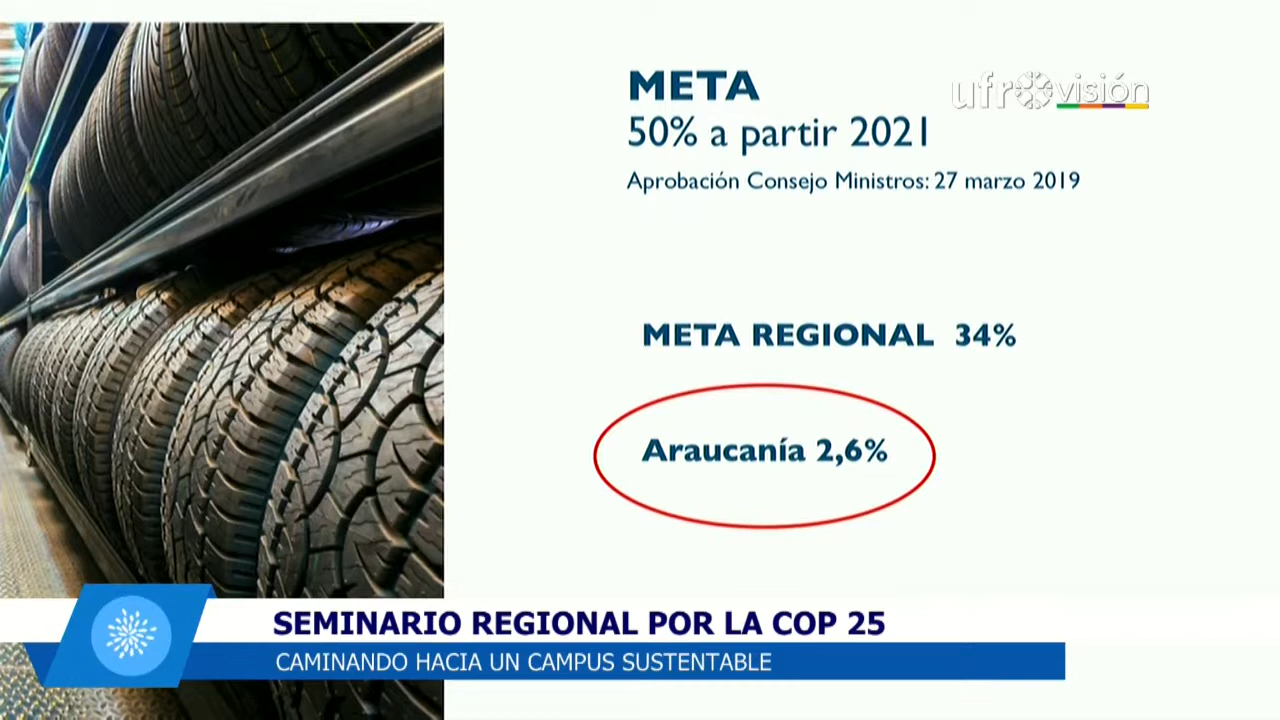 META
ufrovisión
50% a partir 2021
Aprobación Consejo Ministros: 27 marzo 2019
META REGIONAL 34%
Araucanía 2,6%
SEMINARIO REGIONAL POR LA COP 25
CAMINANDO HACIA UN CAMPUS SUSTENTABLE